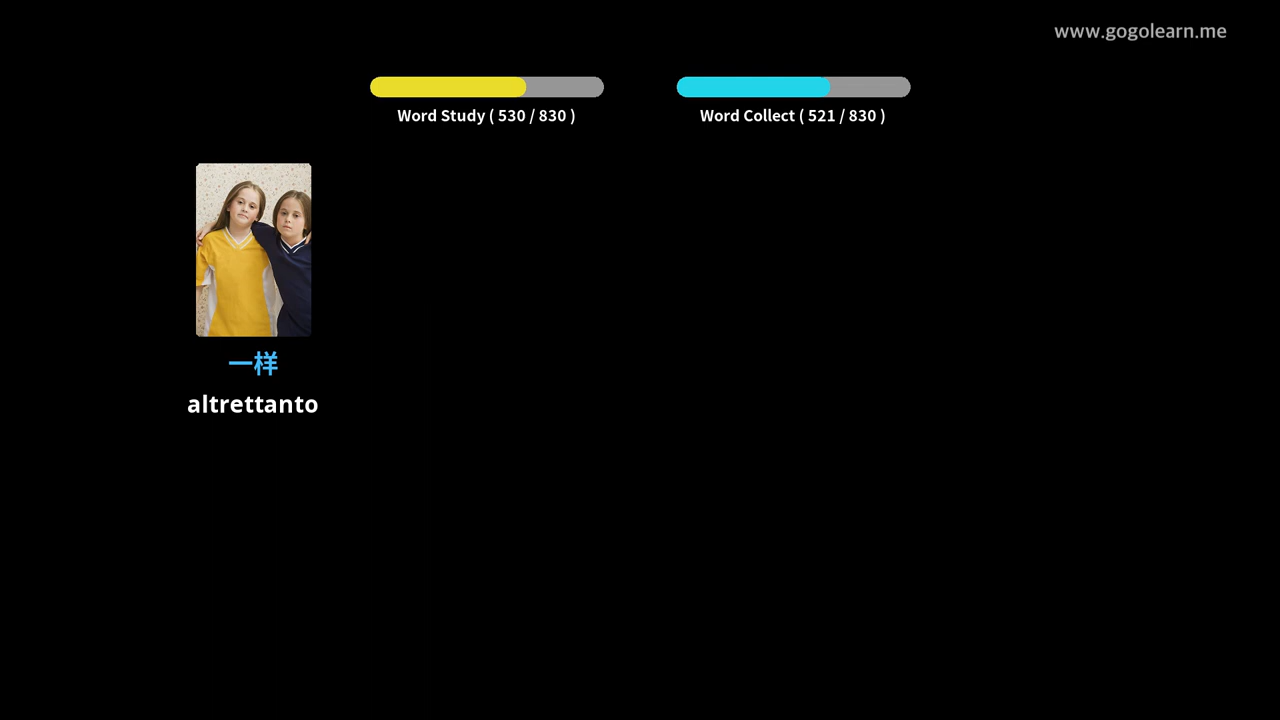 www.gogolearn.me
Word Study ( 530 / 830 )
Word Collect ( 521 / 830 )
一样
altrettanto